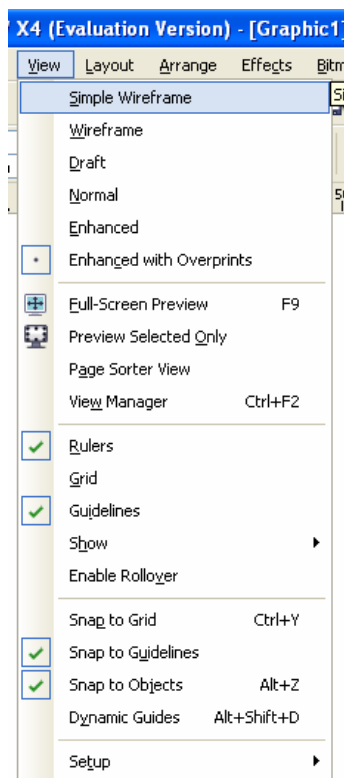 X4 (Evaluation Version) - [Graphic1]
View Layout Arrange Effects Bitm
Simple Wireframe Si
Wireframe
Draft
Normal
Enhanced
Enhanced with Overprints
Full-Screen Preview F9
Preview Selected Only
Page Sorter View
View Manager Ctrl+F2
Rulers
Grid
Guidelines
Show
Enable Rollover
Snap to Grid Ctrl+Y
Snap to Guidelines
Snap to Objects Alt+Z
Dynamic Guides Alt+Shift+D
Setup